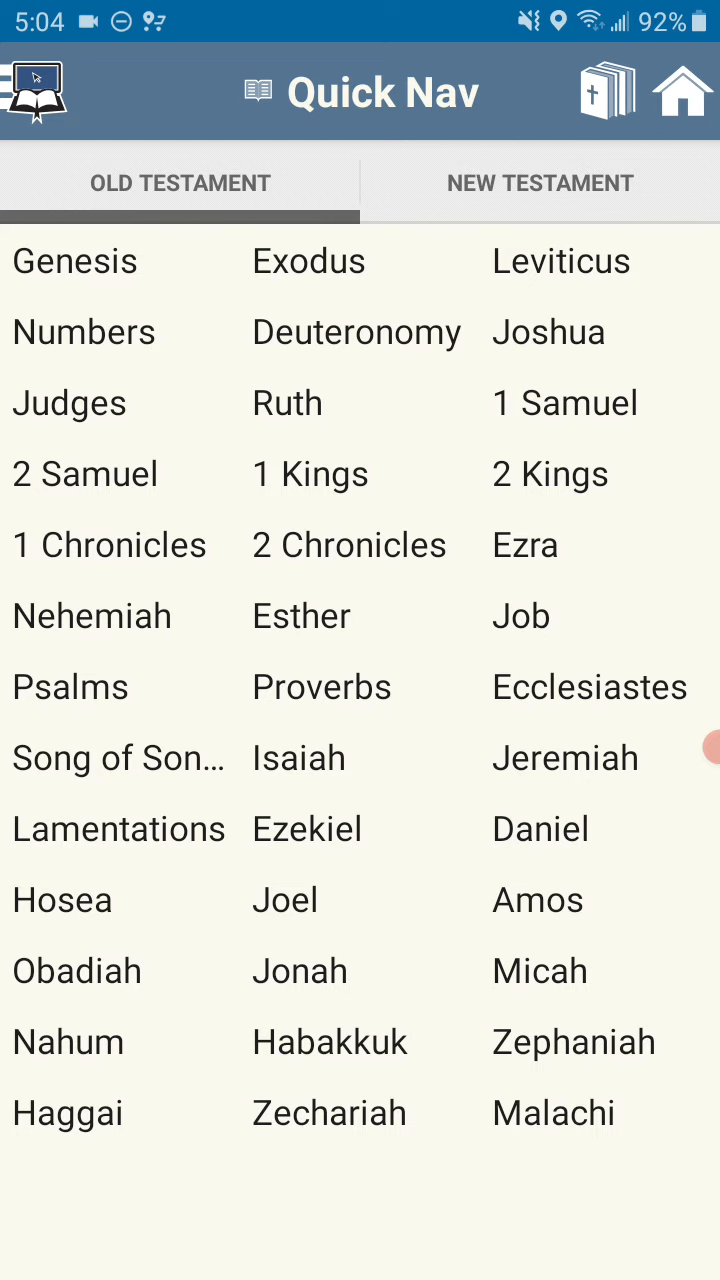 5:04 92%
Quick Nav
OLD TESTAMENT NEW TESTAMENT
Genesis Exodus Leviticus
Numbers Deuteronomy Joshua
Judges Ruth 1 Samuel
2 Samuel 1 Kings 2 Kings
1 Chronicles 2 Chronicles Ezra
Nehemiah Esther Job
Psalms Proverbs Ecclesiastes
Song of Son... Isaiah Jeremiah
Lamentations Ezekiel Daniel
Hosea Joel Amos
Obadiah Jonah Micah
Nahum Habakkuk Zephaniah
Haggai Zechariah Malachi